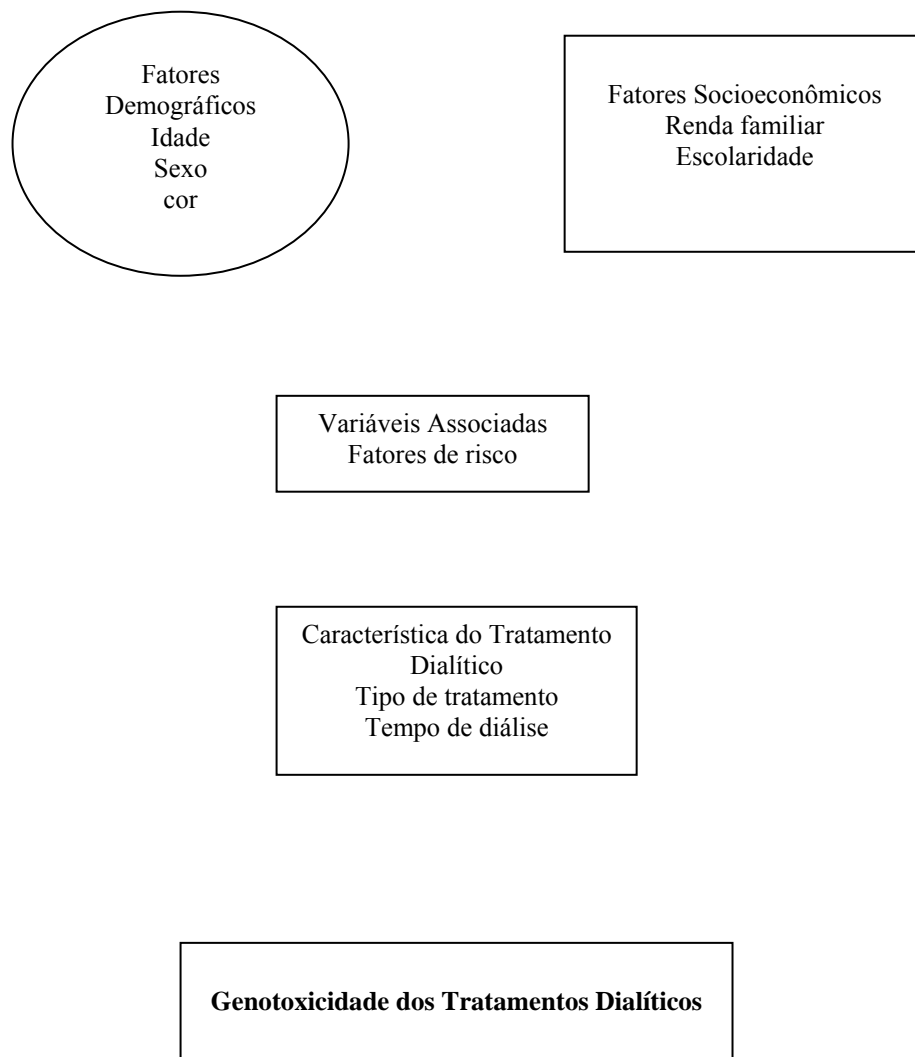 Fatores
Demográficos
Idade
Sexo
cor
Fatores Socioeconômicos
Renda familiar
Escolaridade
Variáveis Associadas
Fatores de risco
Característica do Tratamento
Dialítico
Tipo de tratamento
Tempo de diálise
Genotoxicidade dos Tratamentos Dialíticos